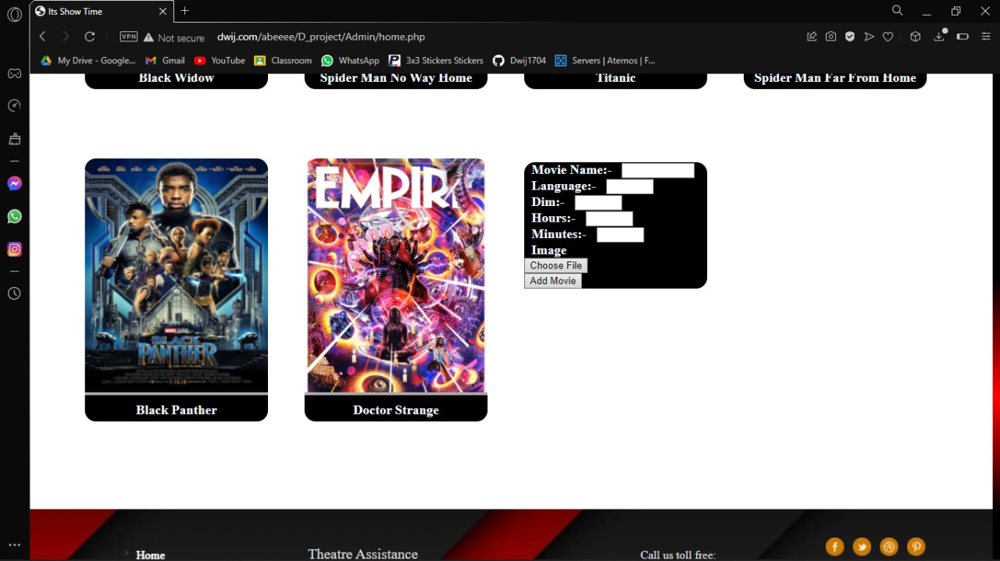 Its Show Time
VPN Not secure dwij.com/abeeee/D_project/Admin/home.php
My Drive - Google... Gmail YouTube Classroom WhatsApp 3x3 Stickers Stickers Dwij1704 Servers | Aternos | F...
Black Widow Spider Man No Way Home Titanic Spider Man Far From Home
EMPIR
MARVEL
BLACK
PANTHER
Movie Name:-
Language:-
Dim:-
Hours:-
Minutes:-
Image
Choose File
Add Movie
Black Panther Doctor Strange
Home Theatre Assistance Call us toll free: